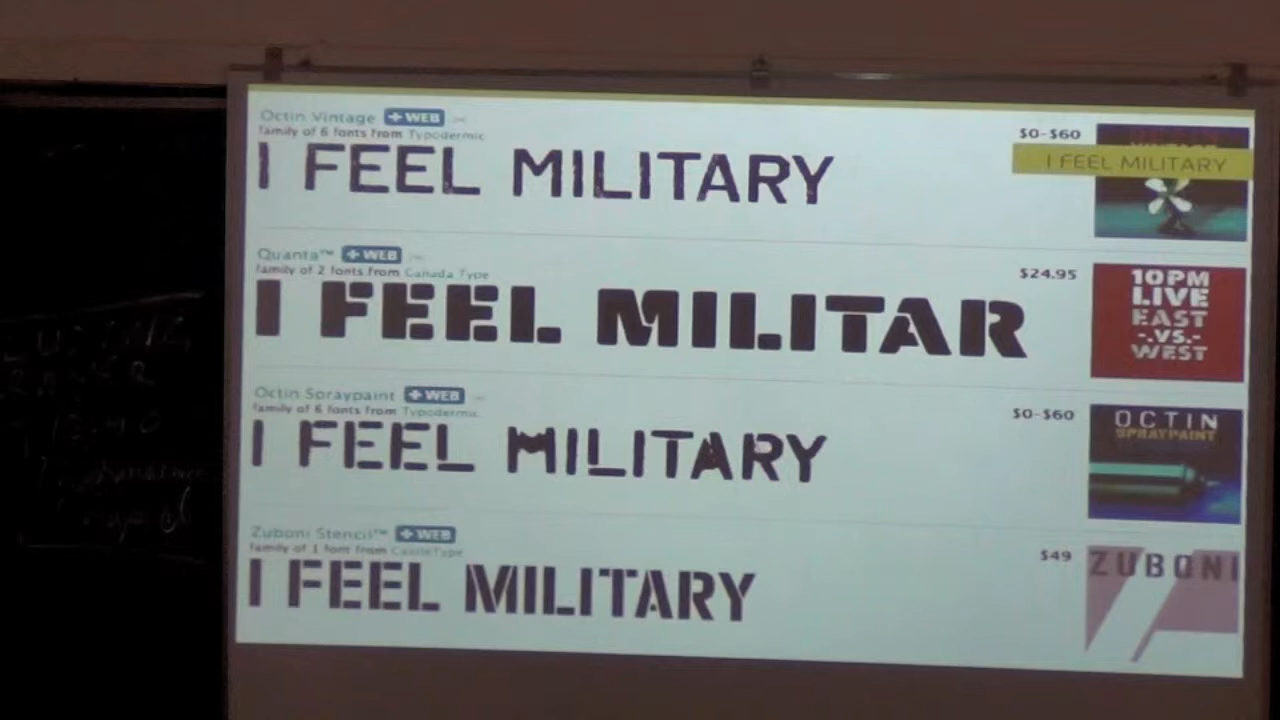 Octin Vintage +WEB
family of 6 fonts from Typodermic
$0-$60
I FEEL MILITARY
I FEEL MILITARY
Quanta™ +WEB
family of 2 fonts from Canada Type
$24.95
I FEEL MILITAR
10PM
LIVE
EAST
-.VS.-
WEST
Octin Spraypaint +WEB
family of 6 fonts from Typodermic
$0-$60
I FEEL MILITARY
OCTIN
SPRAYPAINT
Zuboni Stencil™ +WEB
family of 1 font from CastleType
$49
I FEEL MILITARY
ZUBONI